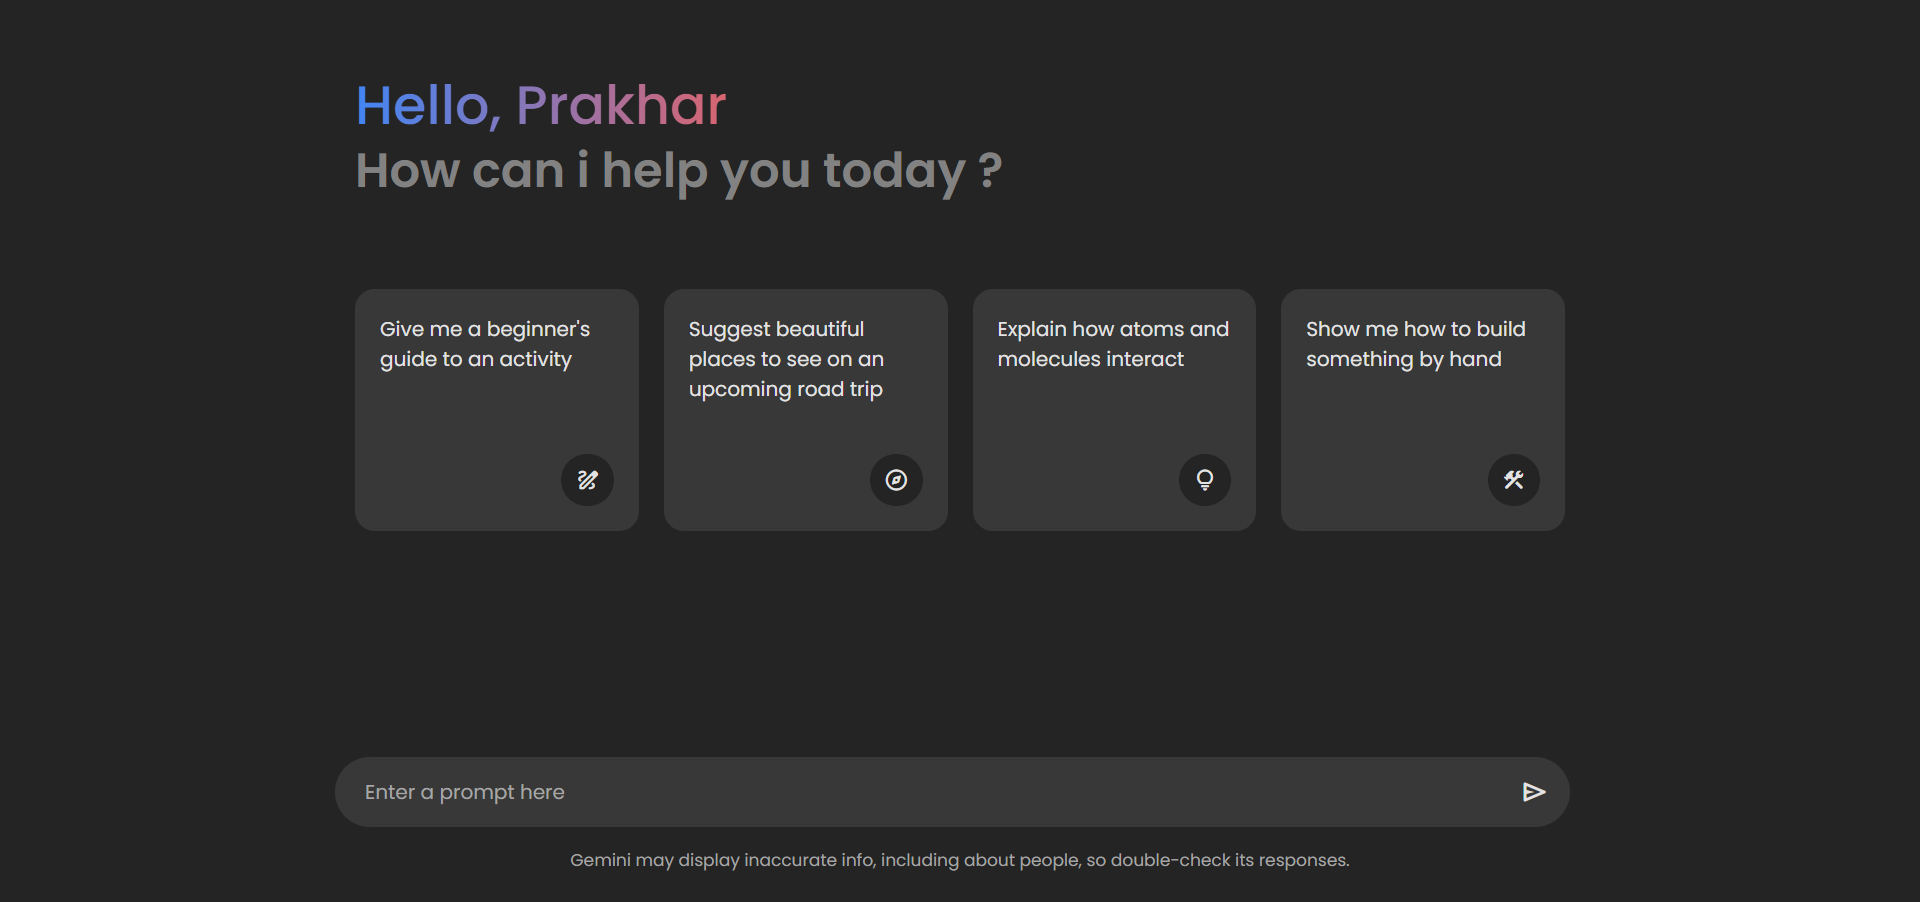 Hello, Prakhar
How can i help you today ?
Give me a beginner's
guide to an activity
Suggest beautiful
places to see on an
upcoming road trip
Explain how atoms and
molecules interact
Show me how to build
something by hand
Enter a prompt here
Gemini may display inaccurate info, including about people, so double-check its responses.